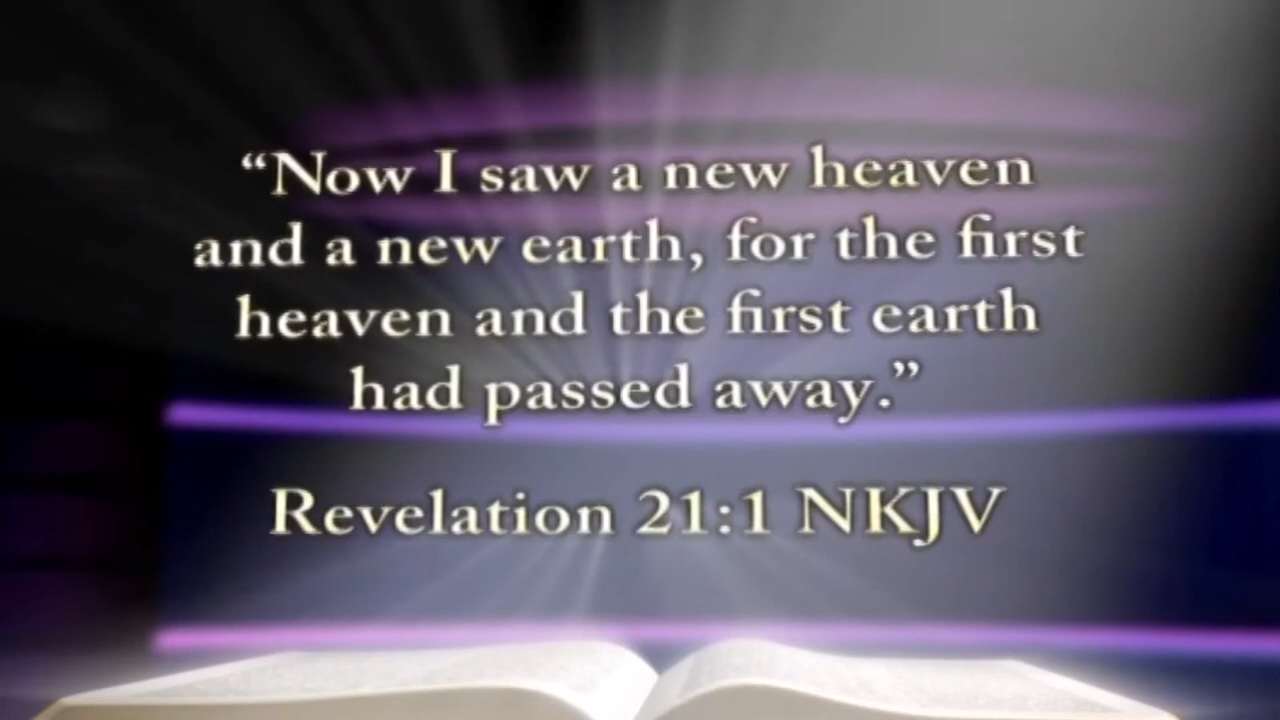 “Now I saw a new heaven
and a new earth, for the first
heaven and the first earth
had passed away.”
Revelation 21:1 NKJV